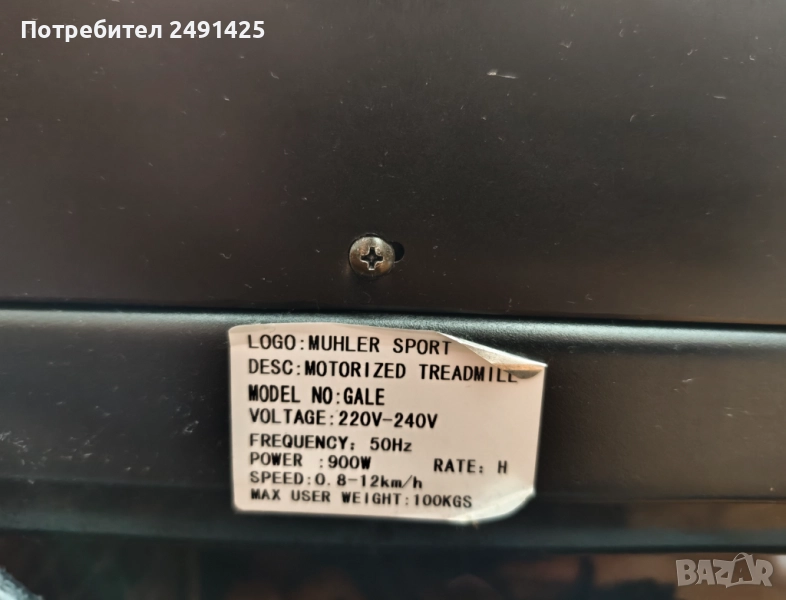 Потребител 2491425
LOGO:MUHLER SPORT
DESC:MOTORIZED TREADMILL
MODEL NO:GALE
VOLTAGE:220V-240V
FREQUENCY: 50Hz
POWER :900W RATE: H
SPEED:0.8-12km/h
MAX USER WEIGHT:100KGS
BAZAR